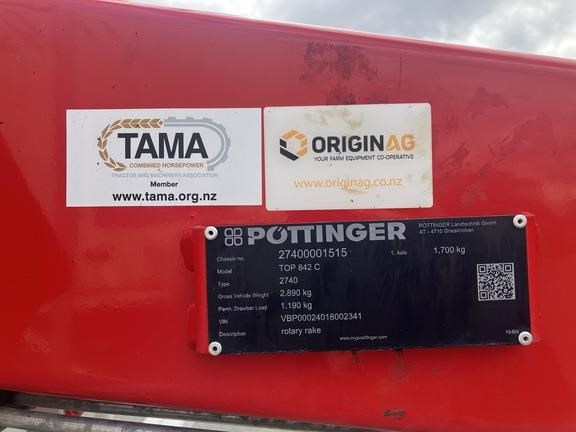 TAMA
COMBINED HORSEPOWER
TRACTOR AND MACHINERY ASSOCIATION
Member
www.tama.org.nz
ORIGINAG
YOUR FARM EQUIPMENT CO-OPERATIVE
www.originag.co.nz
PÖTTINGER
PÖTTINGER Landtechnik GmbH
AT - 4710 Grieskirchen
Chassis no. 27400001515 1. Axle 1.700 kg
Model TOP 842 C
Type 2740
Gross Vehicle Weight 2.890 kg
Perm. Drawbar Load 1.190 kg
VIN VBP00024018002341
Description rotary rake
www.mypoettinger.com